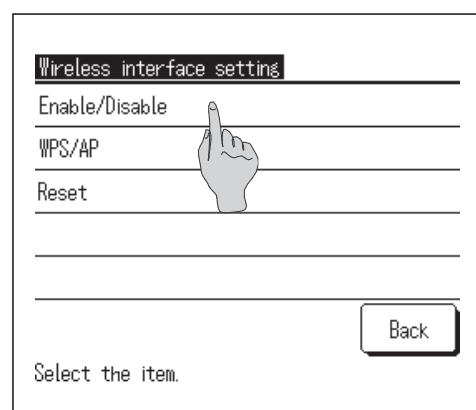 Wireless interface setting
Enable/Disable
WPS/AP
Reset
Back
Select the item.